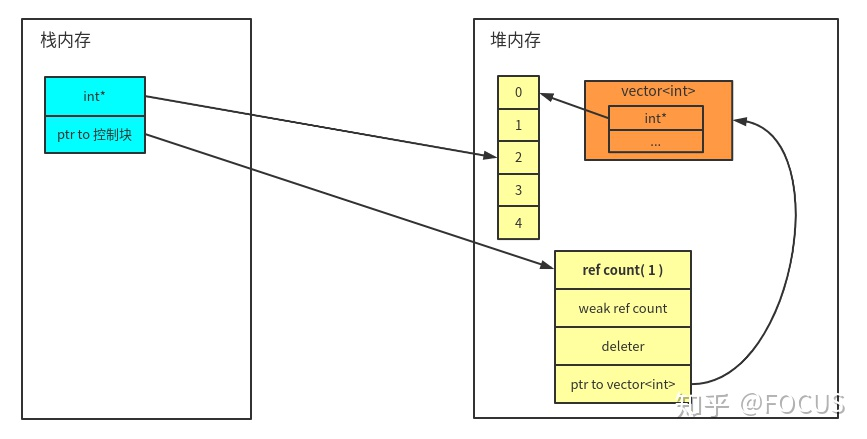 栈内存
int*
ptr to 控制块
堆内存
0
1
2
3
4
vector<int>
int*
...
ref count( 1 )
weak ref count
deleter
ptr to vector<int>
知乎 @FOCUS